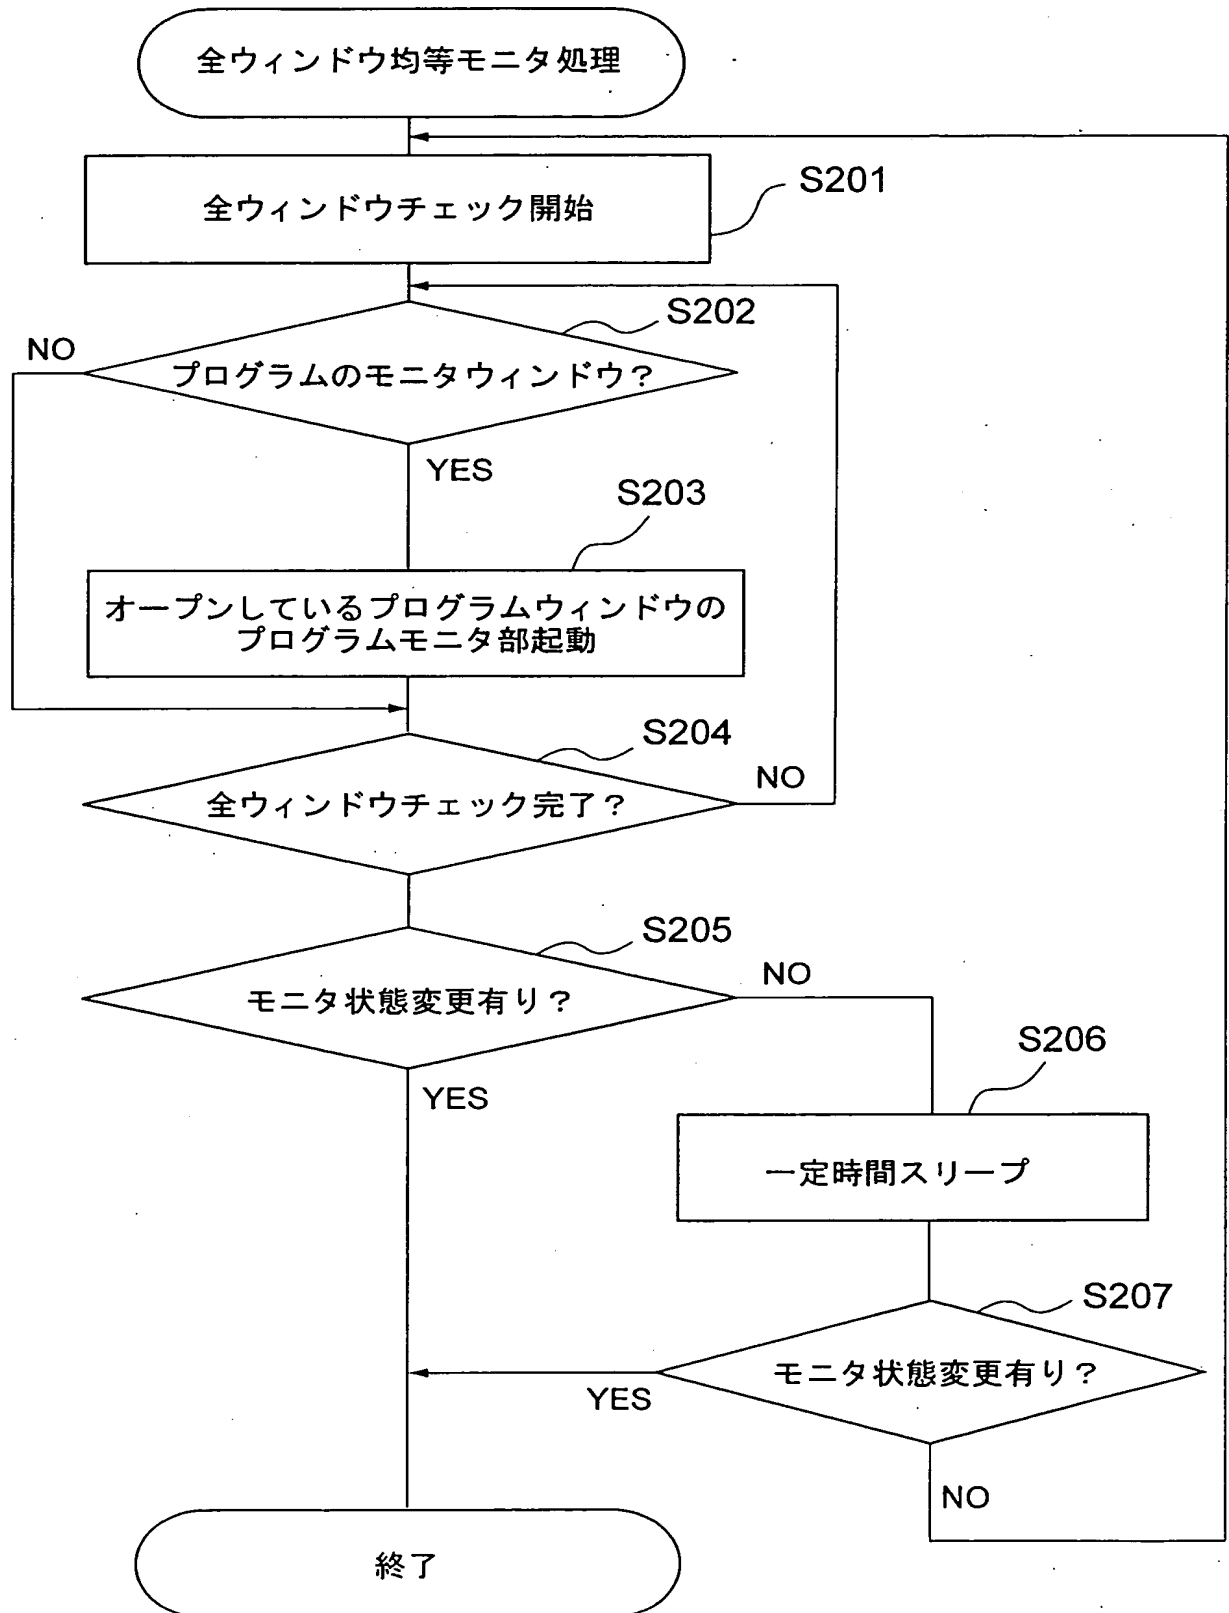 全ウィンドウ均等モニタ処理
全ウィンドウチェック開始
S201
S202
NO
プログラムのモニタウィンドウ？
YES
S203
オープンしているプログラムウィンドウの
プログラムモニタ部起動
S204
全ウィンドウチェック完了？
NO
S205
モニタ状態変更有り？
NO
YES
S206
一定時間スリープ
S207
モニタ状態変更有り？
YES
NO
終了